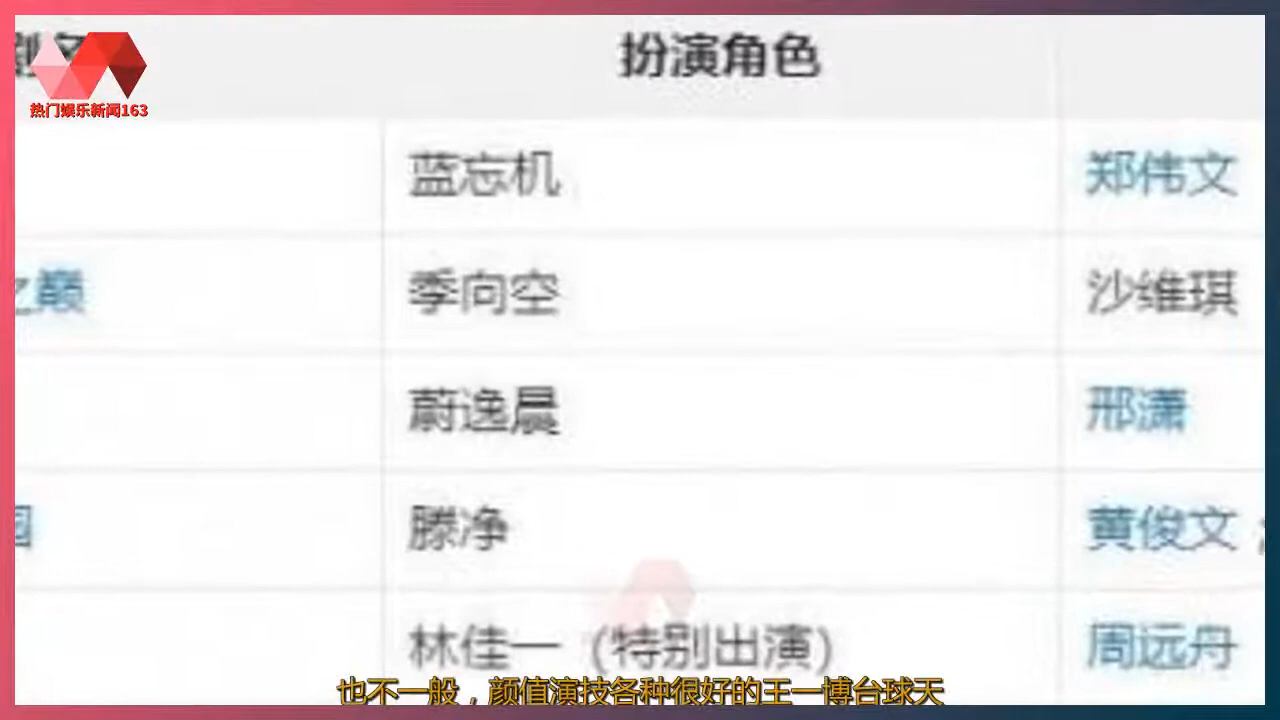 扮演角色
热门娱乐新闻163
蓝忘机 郑伟文
之巅 季向空 沙维琪
蔚逸晨 邢潇
滕净 黄俊文
林佳一（特别出演） 周远舟
也不一般，颜值演技各种很好的王一博台球天